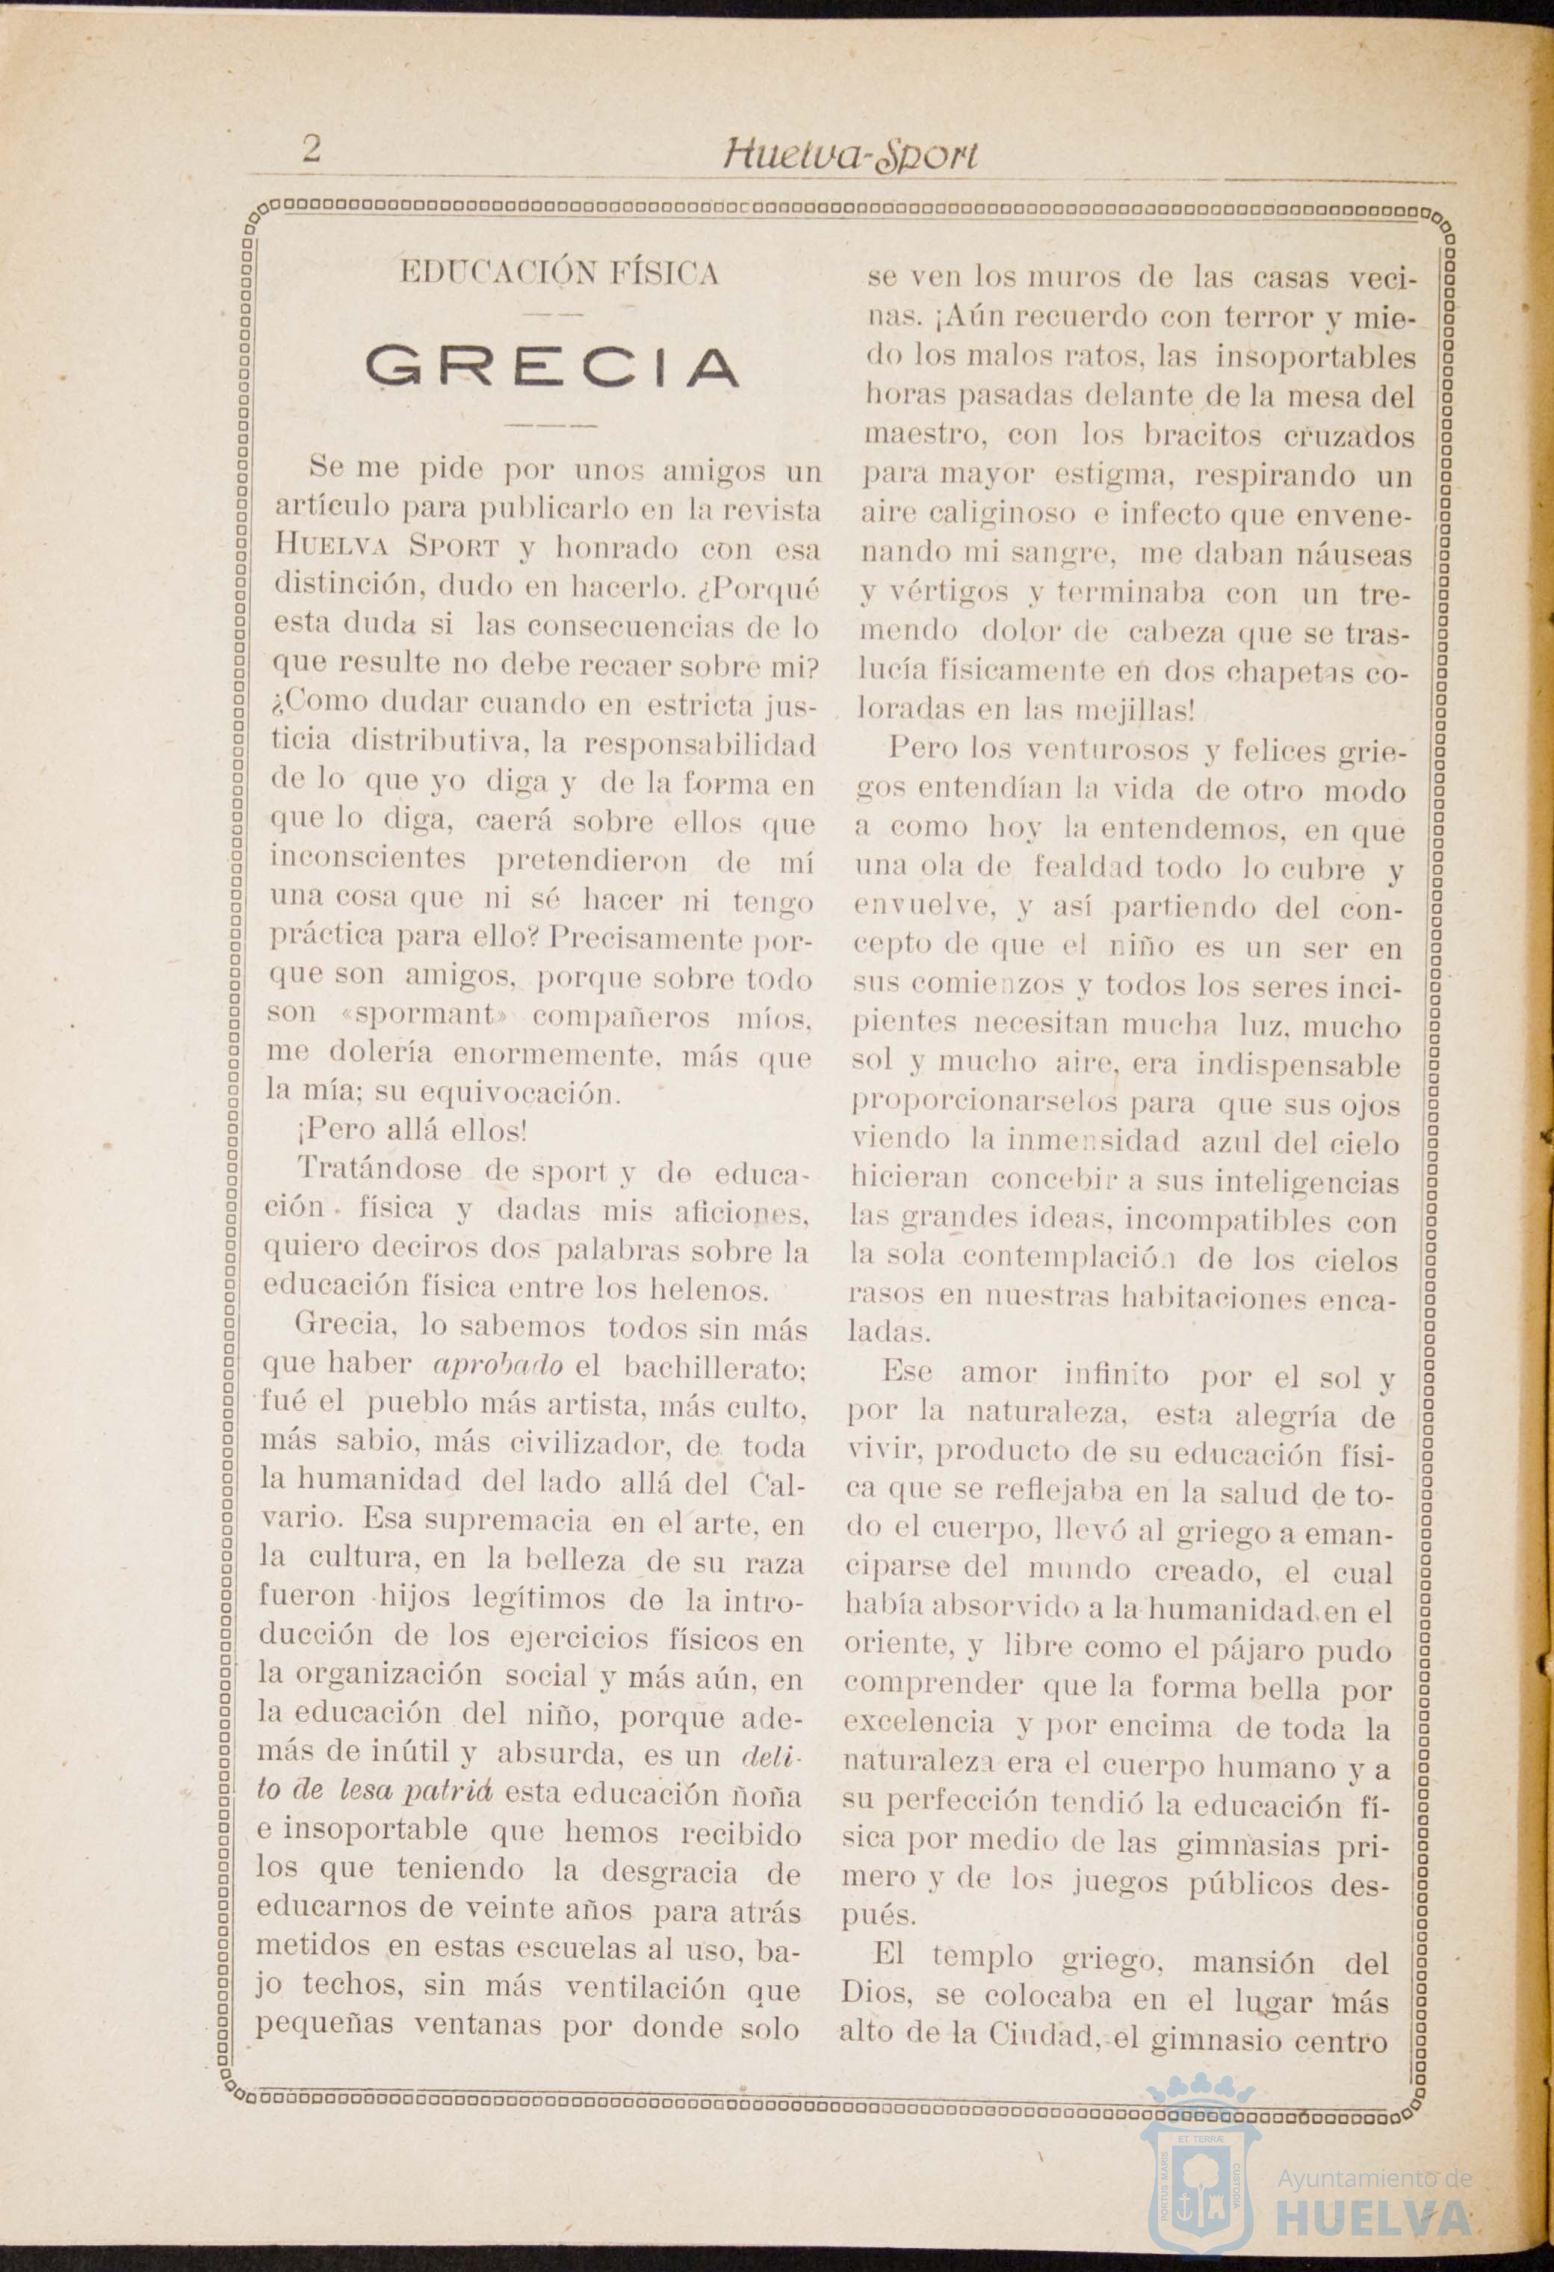 2
Huelva-Sport
EDUCACIÓN FÍSICA
GRECIA
Se me pide por unos amigos un
artículo para publicarlo en la revista
HUELVA SPORT y honrado con esa
distinción, dudo en hacerlo. ¿Porqué
esta duda si las consecuencias de lo
que resulte no debe recaer sobre mi?
¿Como dudar cuando en estricta jus-
ticia distributiva, la responsabilidad
de lo que yo diga y de la forma en
que lo diga, caerá sobre ellos que
inconscientes pretendieron de mí
una cosa que ni sé hacer ni tengo
práctica para ello? Precisamente por-
que son amigos, porque sobre todo
son «spormant» compañeros míos,
me dolería enormemente, más que
la mía; su equivocación.
¡Pero allá ellos!
Tratándose de sport y de educa-
ción física y dadas mis aficiones,
quiero deciros dos palabras sobre la
educación física entre los helenos.
Grecia, lo sabemos todos sin más
que haber aprobado el bachillerato;
fué el pueblo más artista, más culto,
más sabio, más civilizador, de toda
la humanidad del lado allá del Cal-
vario. Esa supremacia en el arte, en
la cultura, en la belleza de su raza
fueron hijos legítimos de la intro-
ducción de los ejercicios físicos en
la organización social y más aún, en
la educación del niño, porque ade-
más de inútil y absurda, es un deli-
to de lesa patria esta educación ñoña
e insoportable que hemos recibido
los que teniendo la desgracia de
educarnos de veinte años para atrás
metidos en estas escuelas al uso, ba-
jo techos, sin más ventilación que
pequeñas ventanas por donde solo
se ven los muros de las casas veci-
nas. ¡Aún recuerdo con terror y mie-
do los malos ratos, las insoportables
horas pasadas delante de la mesa del
maestro, con los bracitos cruzados
para mayor estigma, respirando un
aire caliginoso e infecto que envene-
nando mi sangre, me daban náuseas
y vértigos y terminaba con un tre-
mendo dolor de cabeza que se tras-
lucía físicamente en dos chapetas co-
loradas en las mejillas!
Pero los venturosos y felices grie-
gos entendían la vida de otro modo
a como hoy la entendemos, en que
una ola de fealdad todo lo cubre y
envuelve, y así partiendo del con-
cepto de que el niño es un ser en
sus comienzos y todos los seres inci-
pientes necesitan mucha luz, mucho
sol y mucho aire, era indispensable
proporcionarselos para que sus ojos
viendo la inmensidad azul del cielo
hicieran concebir a sus inteligencias
las grandes ideas, incompatibles con
la sola contemplación de los cielos
rasos en nuestras habitaciones enca-
ladas.
Ese amor infinito por el sol y
por la naturaleza, esta alegría de
vivir, producto de su educación físi-
ca que se reflejaba en la salud de to-
do el cuerpo, llevó al griego a eman-
ciparse del mundo creado, el cual
había absorvido a la humanidad en el
oriente, y libre como el pájaro pudo
comprender que la forma bella por
excelencia y por encima de toda la
naturaleza era el cuerpo humano y a
su perfección tendió la educación fí-
sica por medio de las gimnasias pri-
mero y de los juegos públicos des-
pués.
El templo griego, mansión del
Dios, se colocaba en el lugar más
alto de la Ciudad, el gimnasio centro
PORTUS MARIS
ET TERRÆ
CUSTODIA
Ayuntamiento de
HUELVA